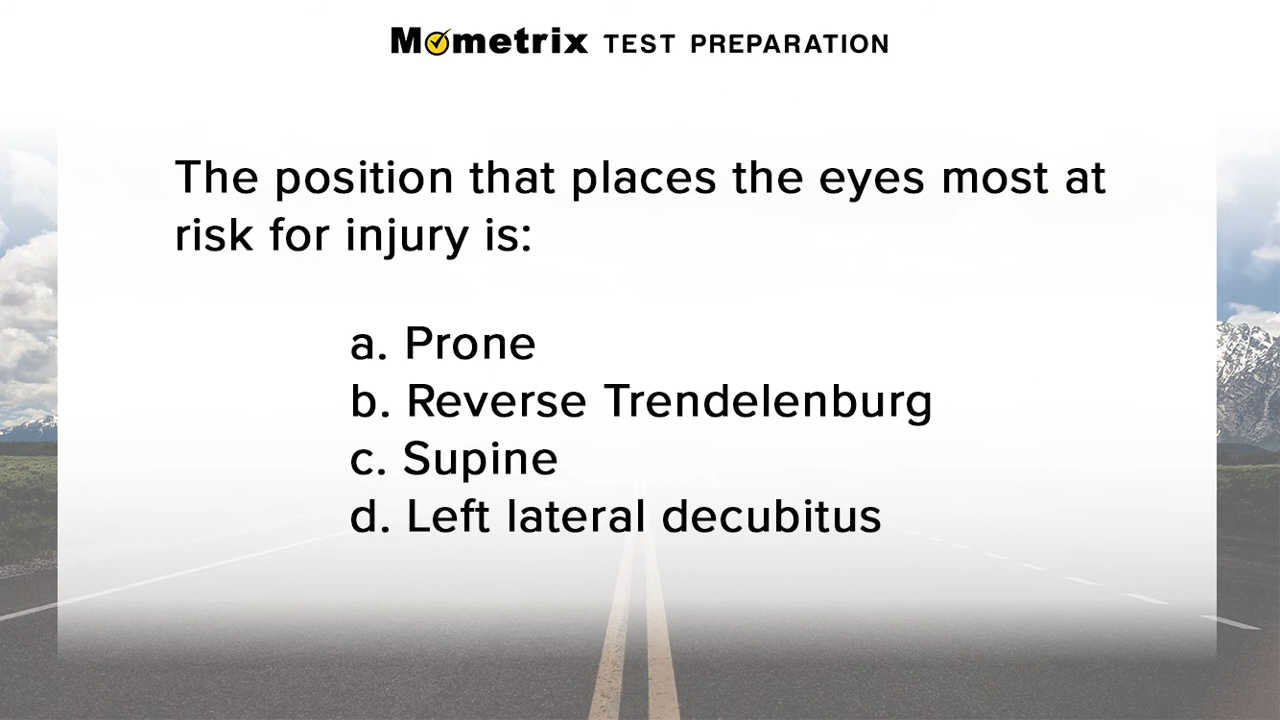 Mometrix TEST PREPARATION
The position that places the eyes most at
risk for injury is:
a. Prone
b. Reverse Trendelenburg
c. Supine
d. Left lateral decubitus